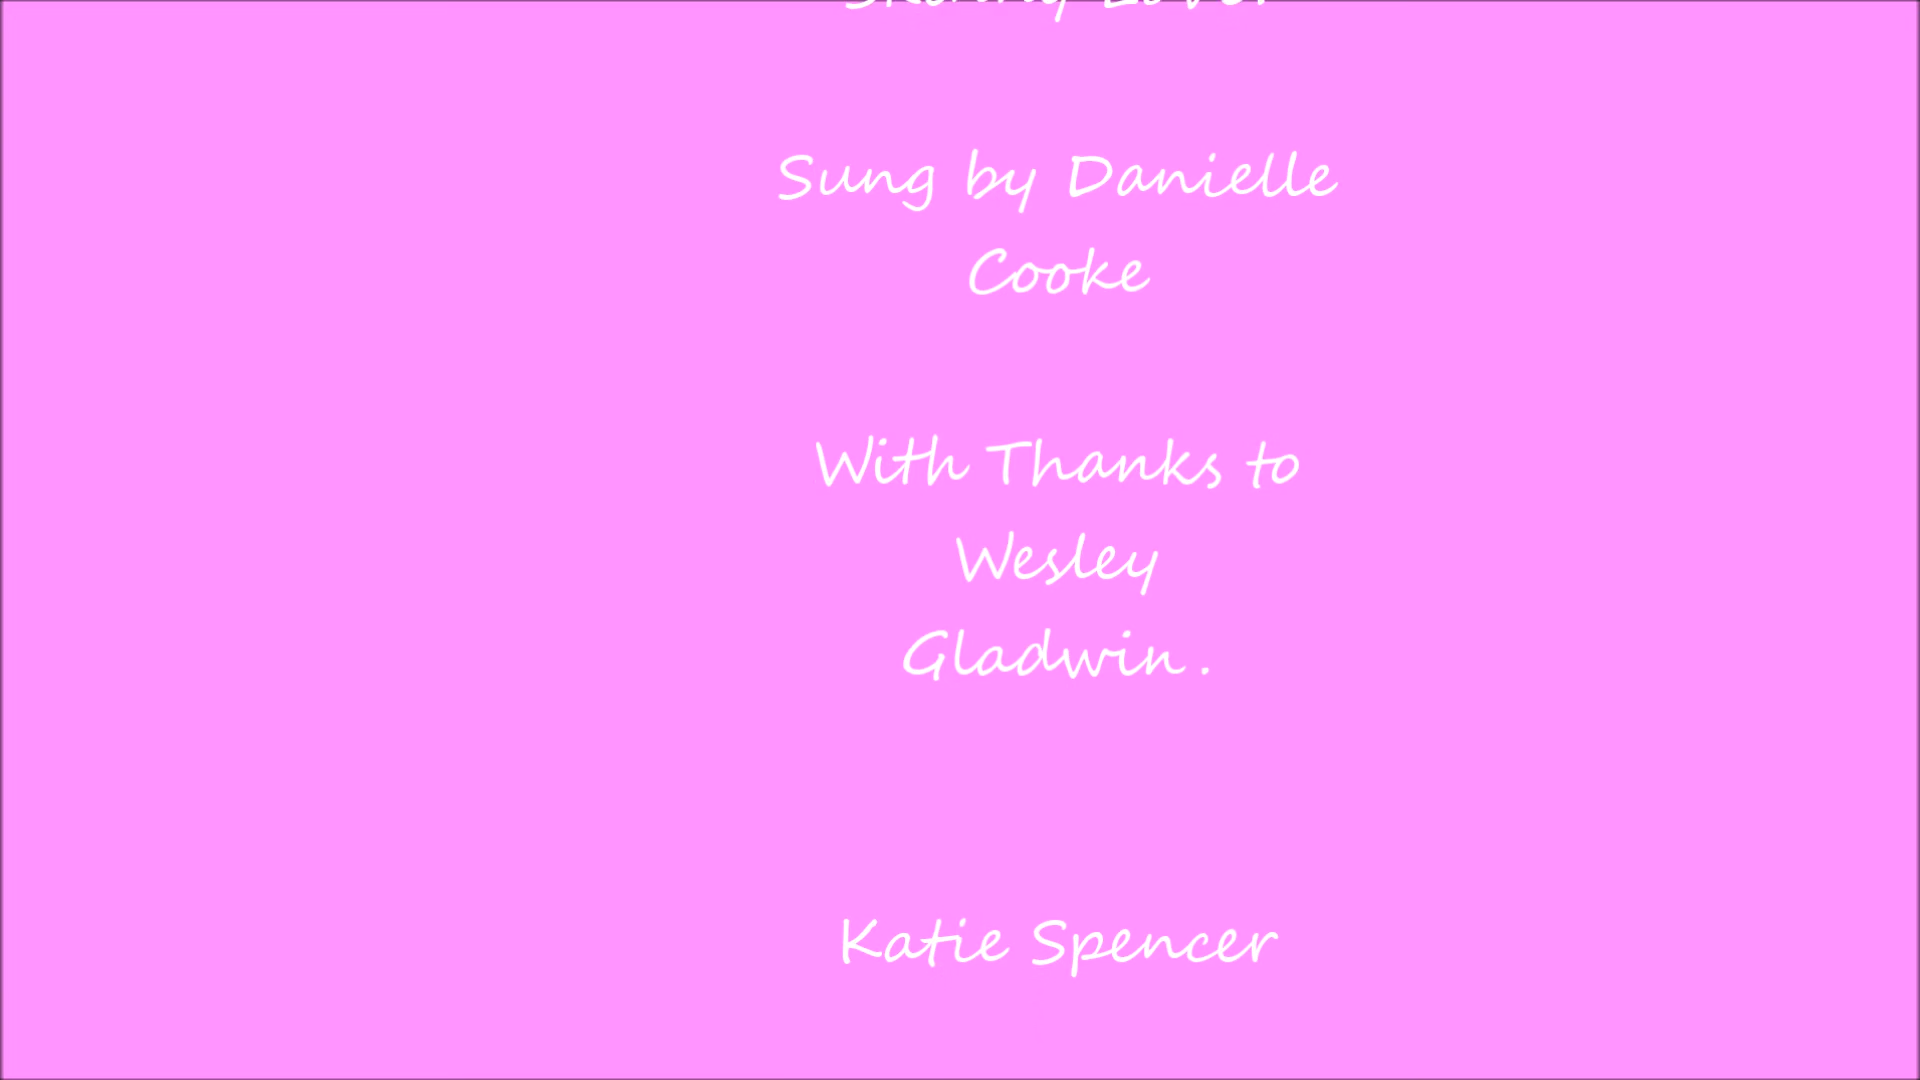 Sung by Danielle
Cooke
With Thanks to
Wesley
Gladwin .
Katie Spencer